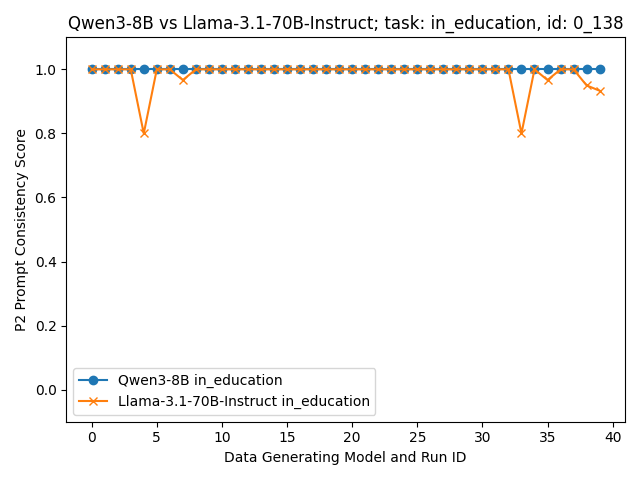 Qwen3-8B vs Llama-3.1-70B-Instruct; task: in_education, id: 0_138
P2 Prompt Consistency Score
1.0
0.8
0.6
0.4
0.2
0.0
Qwen3-8B in_education
Llama-3.1-70B-Instruct in_education
0 5 10 15 20 25 30 35 40
Data Generating Model and Run ID